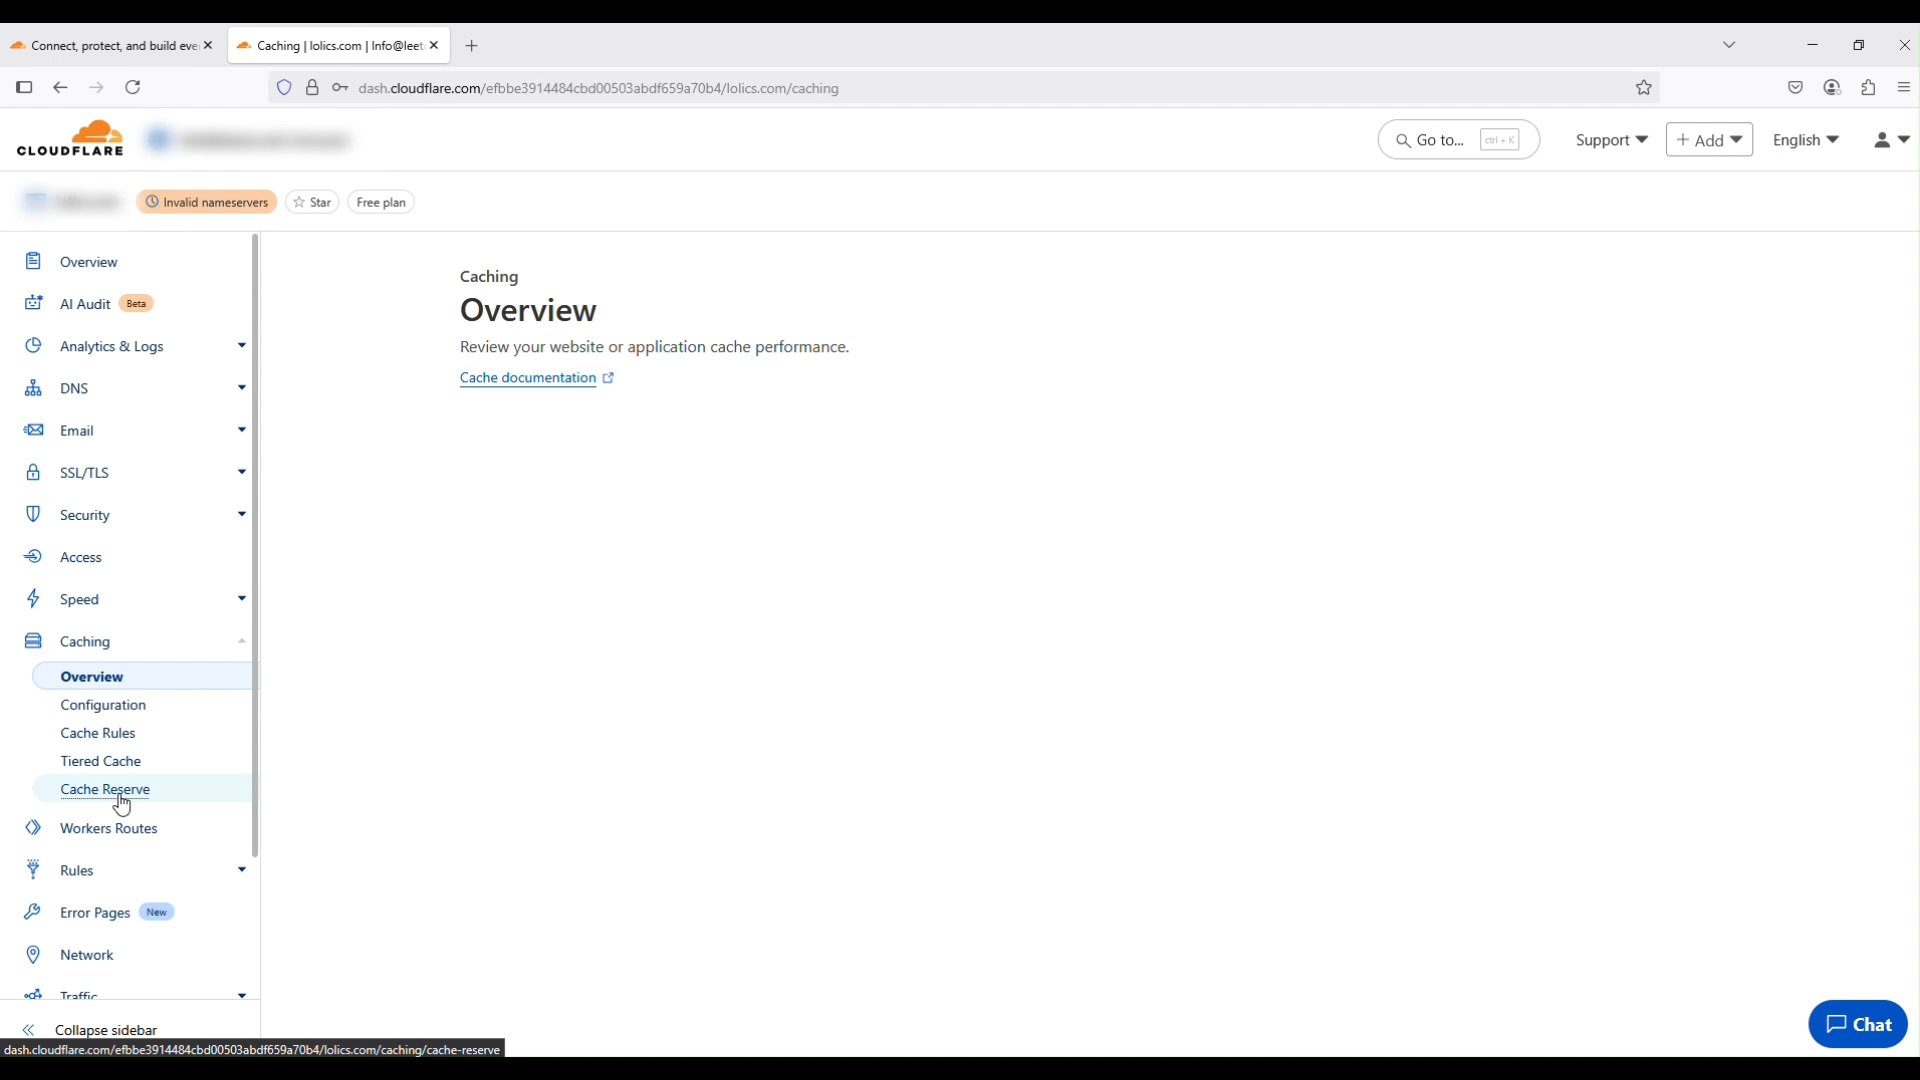 Connect, protect, and build eve
Caching | lolics.com | Info@leet
dash.cloudflare.com/efbbe3914484cbd00503abdf659a70b4/lolics.com/caching
CLOUDFLARE
Go to... ctrl + K
Support
+ Add
English
Invalid nameservers
Star
Free plan
Overview
AI Audit Beta
Analytics & Logs
DNS
Email
SSL/TLS
Security
Access
Speed
Caching
Overview
Configuration
Cache Rules
Tiered Cache
Cache Reserve
Workers Routes
Rules
Error Pages New
Network
Traffic
Collapse sidebar
dash.cloudflare.com/efbbe3914484cbd00503abdf659a70b4/lolics.com/caching/cache-reserve
Caching
Overview
Review your website or application cache performance.
Cache documentation
Chat